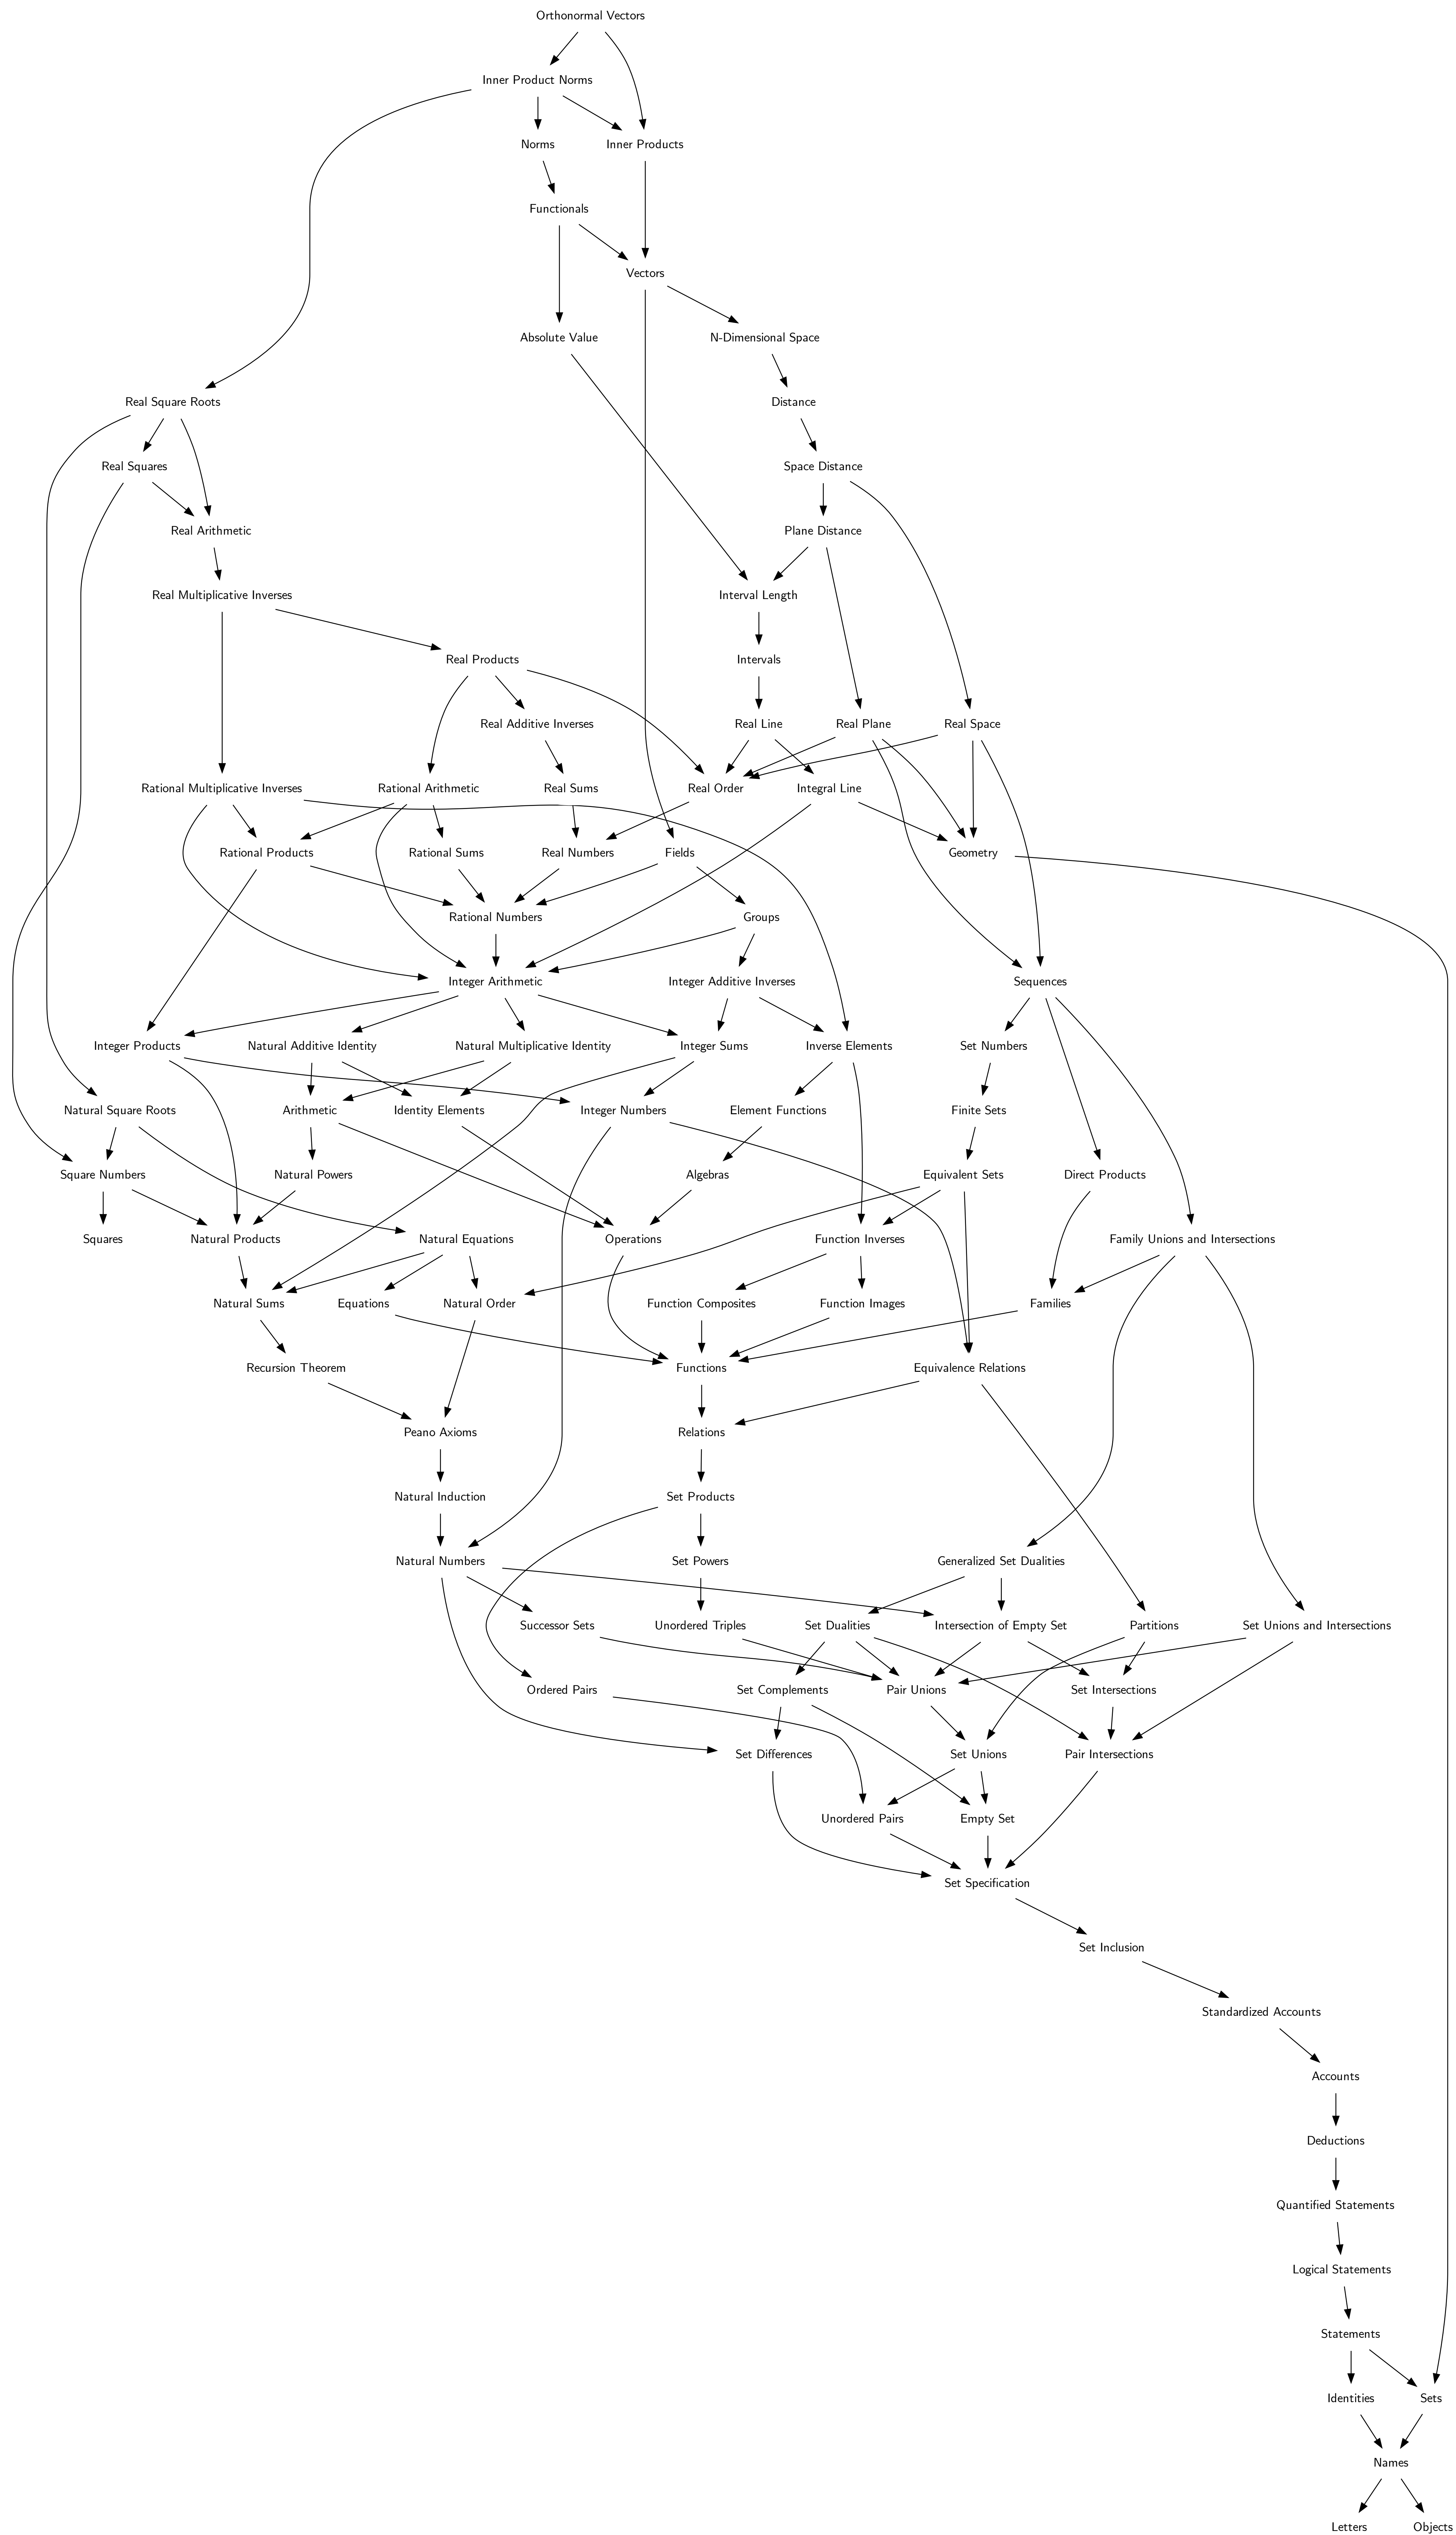 Orthonormal Vectors
Inner Product Norms
Norms
Inner Products
Functionals
Vectors
Absolute Value
N-Dimensional Space
Real Square Roots
Distance
Real Squares
Space Distance
Real Arithmetic
Plane Distance
Real Multiplicative Inverses
Interval Length
Real Products
Intervals
Real Additive Inverses
Real Line
Real Plane
Real Space
Rational Multiplicative Inverses
Rational Arithmetic
Real Sums
Real Order
Integral Line
Rational Products
Rational Sums
Real Numbers
Fields
Geometry
Rational Numbers
Groups
Integer Arithmetic
Integer Additive Inverses
Sequences
Integer Products
Natural Additive Identity
Natural Multiplicative Identity
Integer Sums
Inverse Elements
Set Numbers
Natural Square Roots
Arithmetic
Identity Elements
Integer Numbers
Element Functions
Finite Sets
Square Numbers
Natural Powers
Algebras
Equivalent Sets
Direct Products
Squares
Natural Products
Natural Equations
Operations
Function Inverses
Family Unions and Intersections
Natural Sums
Equations
Natural Order
Function Composites
Function Images
Families
Recursion Theorem
Functions
Equivalence Relations
Peano Axioms
Relations
Natural Induction
Set Products
Natural Numbers
Set Powers
Generalized Set Dualities
Successor Sets
Unordered Triples
Set Dualities
Intersection of Empty Set
Partitions
Set Unions and Intersections
Ordered Pairs
Set Complements
Pair Unions
Set Intersections
Set Differences
Set Unions
Pair Intersections
Unordered Pairs
Empty Set
Set Specification
Set Inclusion
Standardized Accounts
Accounts
Deductions
Quantified Statements
Logical Statements
Statements
Identities
Sets
Names
Letters
Objects